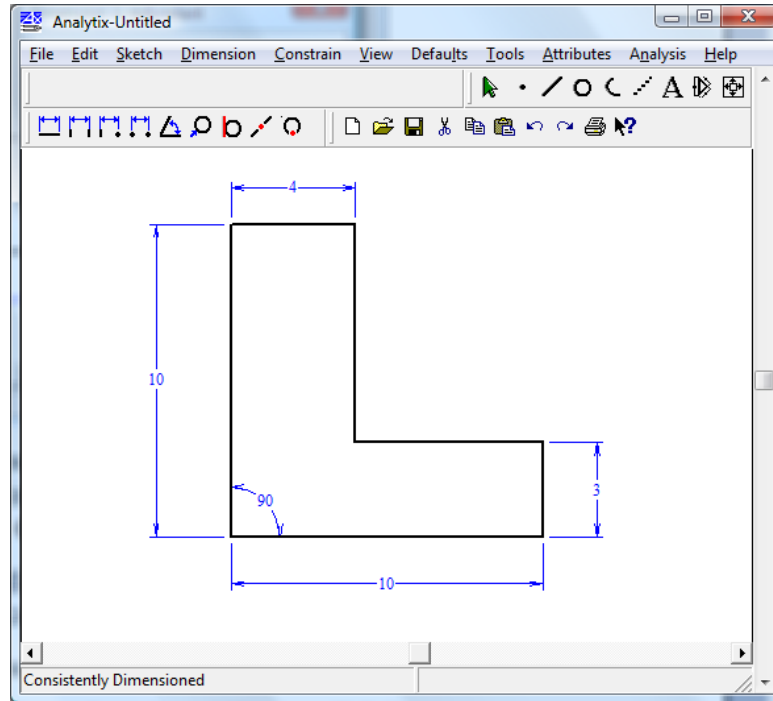 Analytix-Untitled
File Edit Sketch Dimension Constrain View Defaults Tools Attributes Analysis Help
A
4
10
90
3
10
Consistently Dimensioned